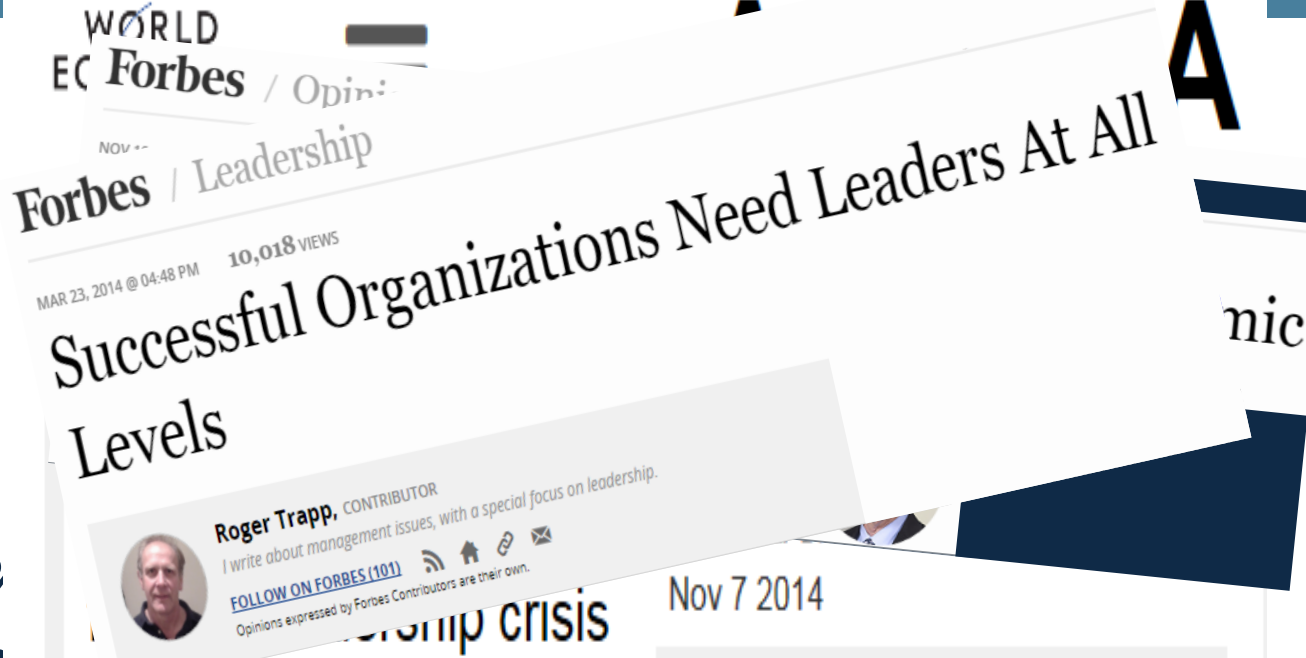 WORLD
Forbes / Opini
NOV
Forbes / Leadership
MAR 23, 2014 @ 04:48 PM 10,018 VIEWS
Successful Organizations Need Leaders At All
Levels
Roger Trapp, CONTRIBUTOR
I write about management issues, with a special focus on leadership.
FOLLOW ON FORBES (101)
Opinions expressed by Forbes Contributors are their own.
A
mic
crisis
Nov 7 2014